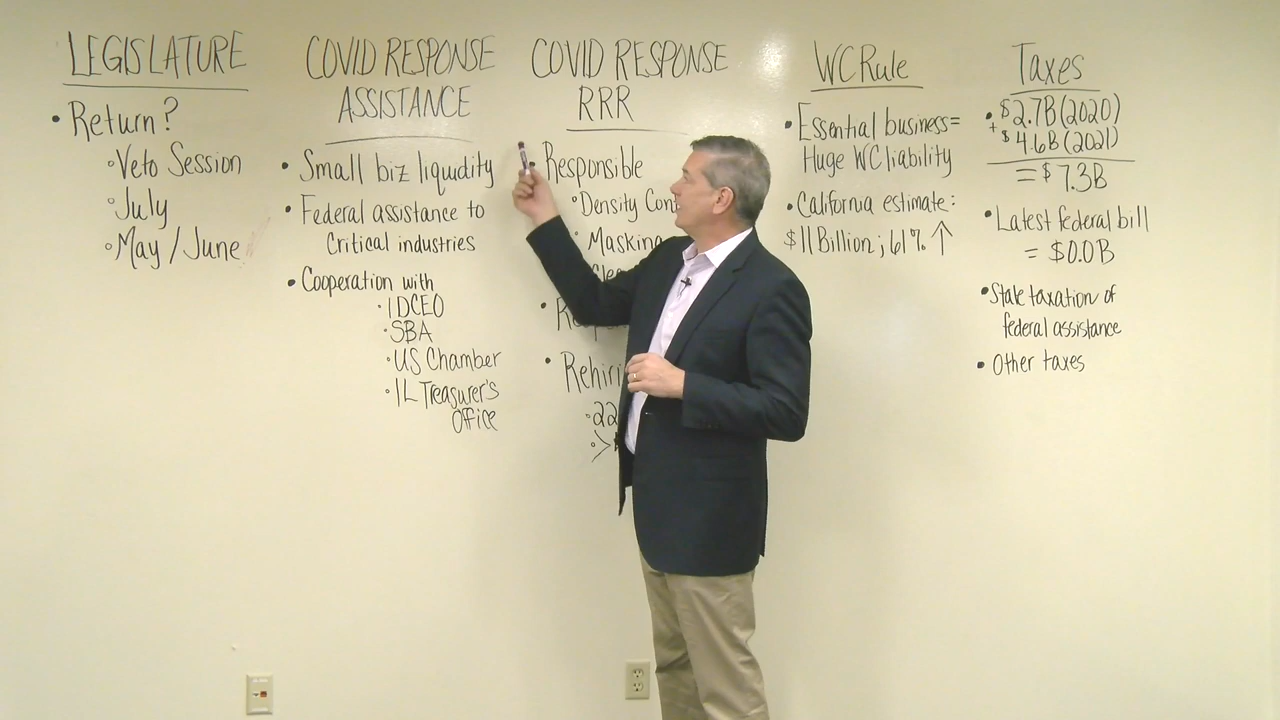 LEGISLATURE
• Return?
◦ Veto Session
◦ July
◦ May/June
COVID RESPONSE
ASSISTANCE
• Small biz liquidity
• Federal assistance to
Critical industries
• Cooperation with
· IDCEO
· SBA
· US Chamber
· IL Treasurer's
Office
COVID RESPONSE
RRR
• Responsible
◦ Density Cont
◦ Masking
•
• Rehiri
◦ 22
◦ >
WC Rule
• Essential business =
Huge WC liability
• California estimate:
$11 Billion; 61% ↑
Taxes
• $2.7B (2020)
+ $4.6B (2021)
= $7.3B
• Latest federal bill
= $0.0B
• State taxation of
federal assistance
• Other taxes